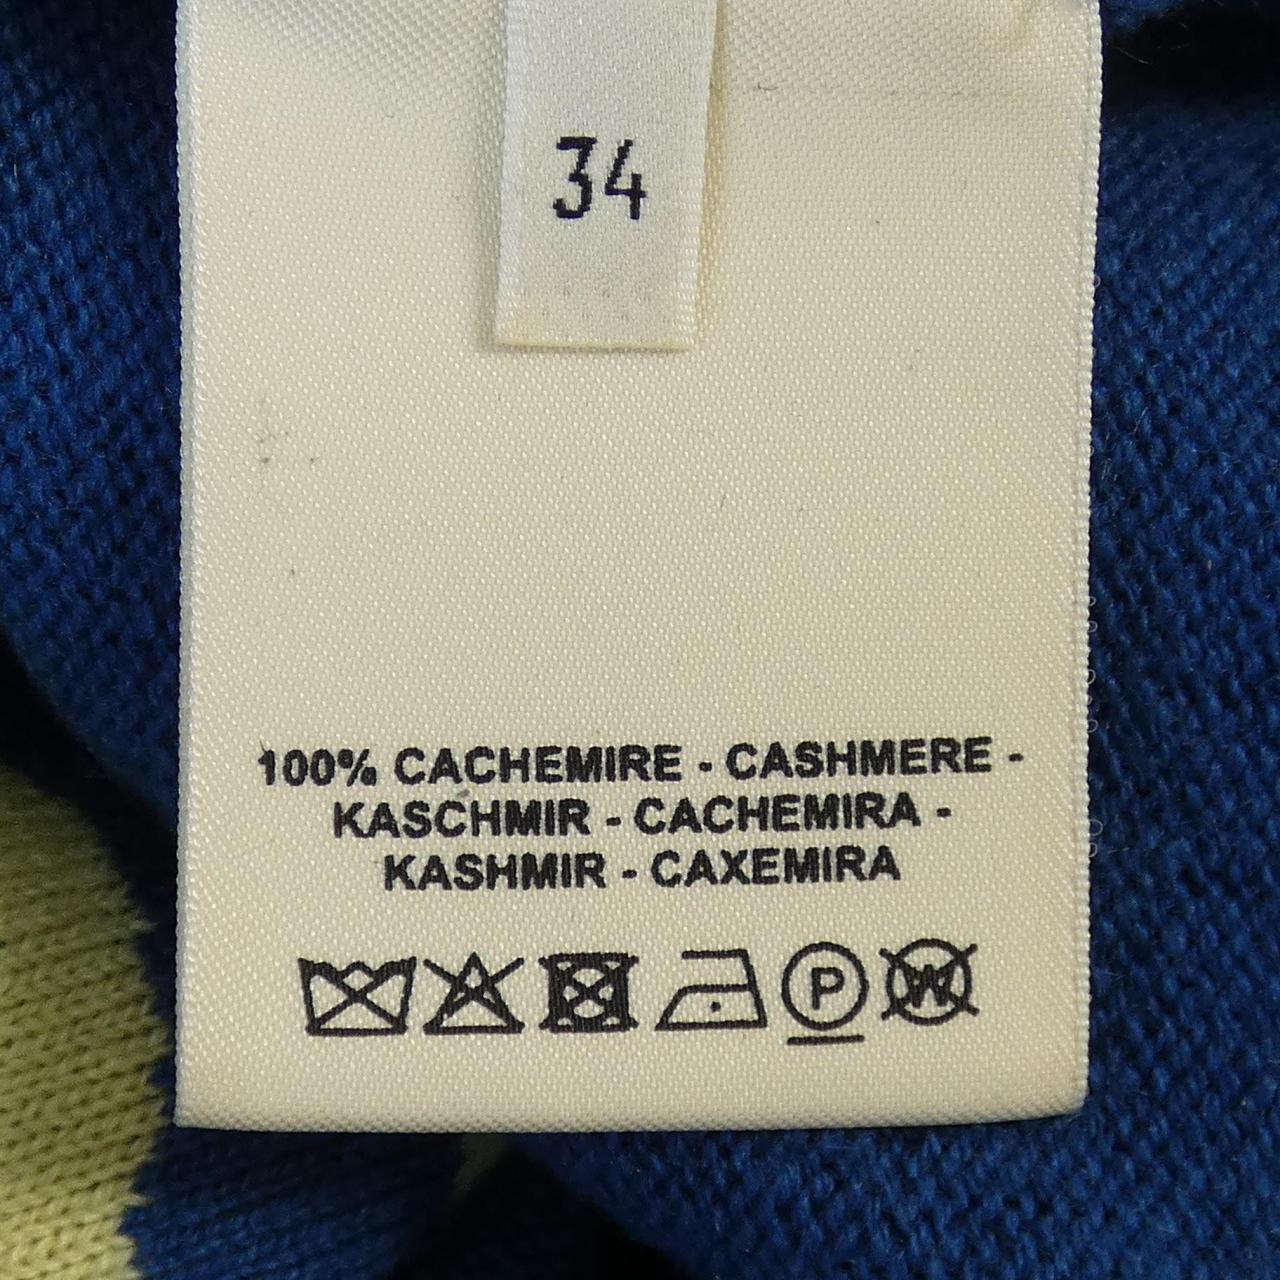 34
100% CACHEMIRE - CASHMERE -
KASCHMIR - CACHEMIRA -
KASHMIR - CAXEMIRA
P W